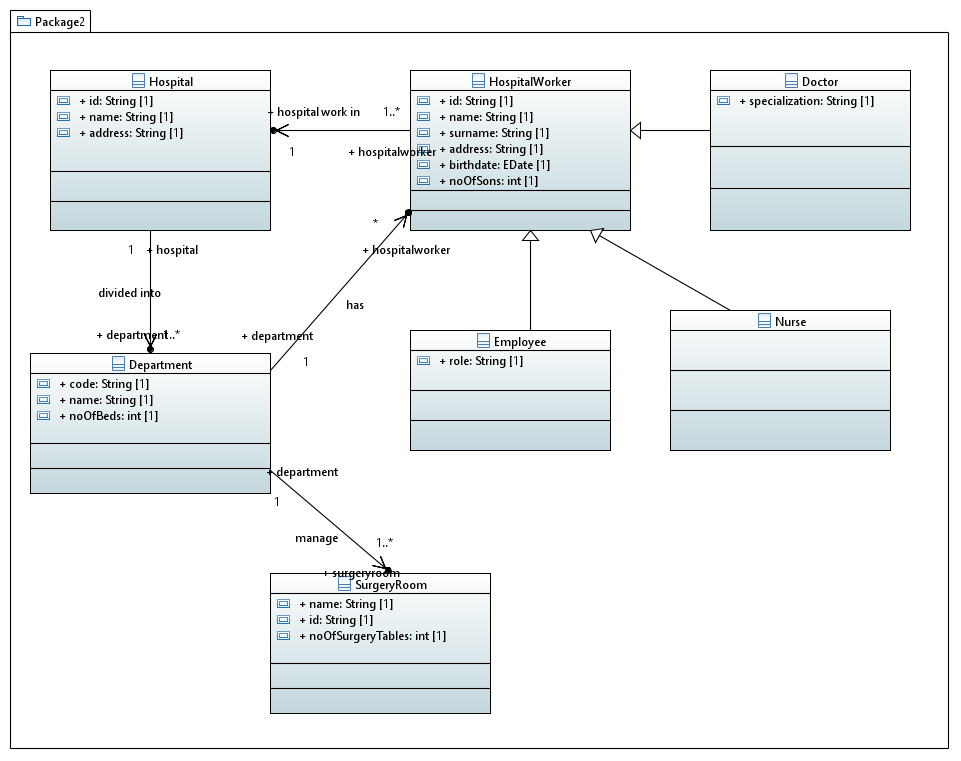 Package2
Hospital
+ id: String [1]
+ name: String [1]
+ address: String [1]
HospitalWorker
+ id: String [1]
+ name: String [1]
+ surname: String [1]
+ address: String [1]
+ birthdate: EDate [1]
+ noOfSons: int [1]
Doctor
+ specialization: String [1]
+ hospital work in
1..*
1
+ hospitalworker
*
+ hospitalworker
1
+ hospital
divided into
+ department
1..*
has
+ department
1
Department
+ code: String [1]
+ name: String [1]
+ noOfBeds: int [1]
Employee
+ role: String [1]
Nurse
+ department
1
manage
1..*
+ surgeryroom
SurgeryRoom
+ name: String [1]
+ id: String [1]
+ noOfSurgeryTables: int [1]